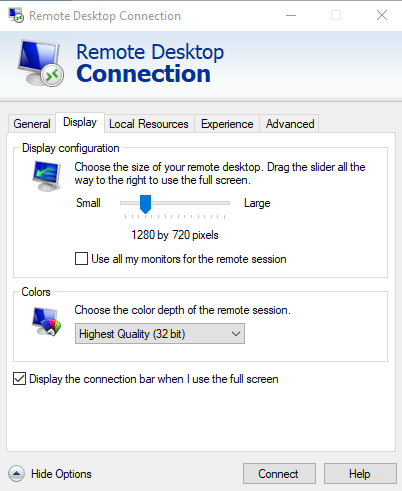 Remote Desktop Connection
Remote Desktop
Connection
General Display Local Resources Experience Advanced
Display configuration
Choose the size of your remote desktop. Drag the slider all the
way to the right to use the full screen.
Small Large
1280 by 720 pixels
Use all my monitors for the remote session
Colors
Choose the color depth of the remote session.
Highest Quality (32 bit)
Display the connection bar when I use the full screen
Hide Options Connect Help